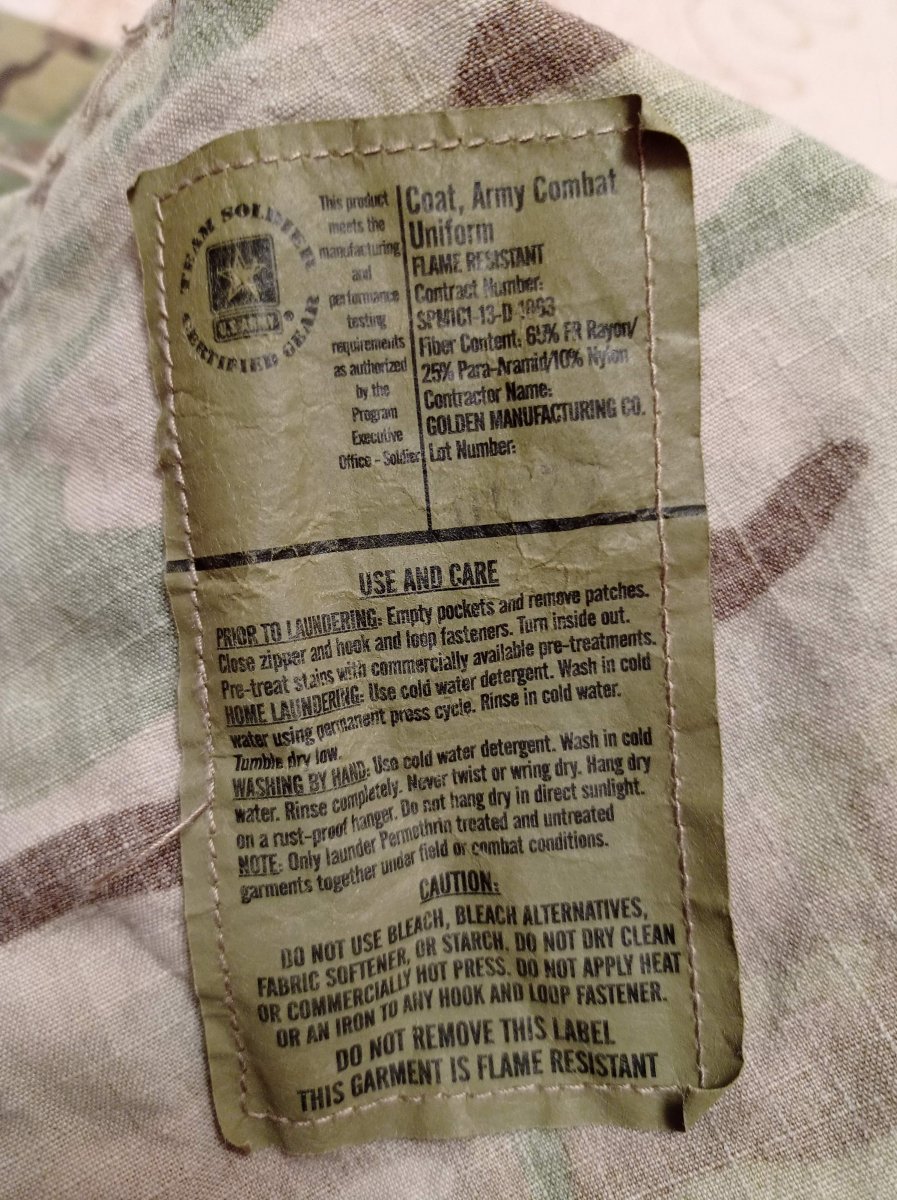 TEAM SOLDIER
CERTIFIED GEAR
This product
meets the
manufacturing
and
performance
testing
requirements
as authorized
by the
Program
Executive
Office - Soldier
Coat, Army Combat
Uniform
FLAME RESISTANT
Contract Number:
SPM1C1-13-D-
Fiber Content: 65% FR Rayon/
25% Para-Aramid/10% Nylon
Contractor Name:
GOLDEN MANUFACTURING CO.
Lot Number:
USE AND CARE
PRIOR TO LAUNDERING: Empty pockets and remove patches.
Close zipper and hook and loop fasteners. Turn inside out.
Pre-treat stains with commercially available pre-treatments.
HOME LAUNDERING: Use cold water detergent. Wash in cold
water using permanent press cycle. Rinse in cold water.
Tumble dry low.
WASHING BY HAND: Use cold water detergent. Wash in cold
water. Rinse completely. Never twist or wring dry. Hang dry
on a rust-proof hanger. Do not hang dry in direct sunlight.
NOTE: Only launder Permethrin treated and untreated
garments together under field or combat conditions.
CAUTION:
DO NOT USE BLEACH, BLEACH ALTERNATIVES,
FABRIC SOFTENER, OR STARCH. DO NOT DRY CLEAN
OR COMMERCIALLY HOT PRESS. DO NOT APPLY HEAT
OR AN IRON TO ANY HOOK AND LOOP FASTENER.
DO NOT REMOVE THIS LABEL
THIS GARMENT IS FLAME RESISTANT